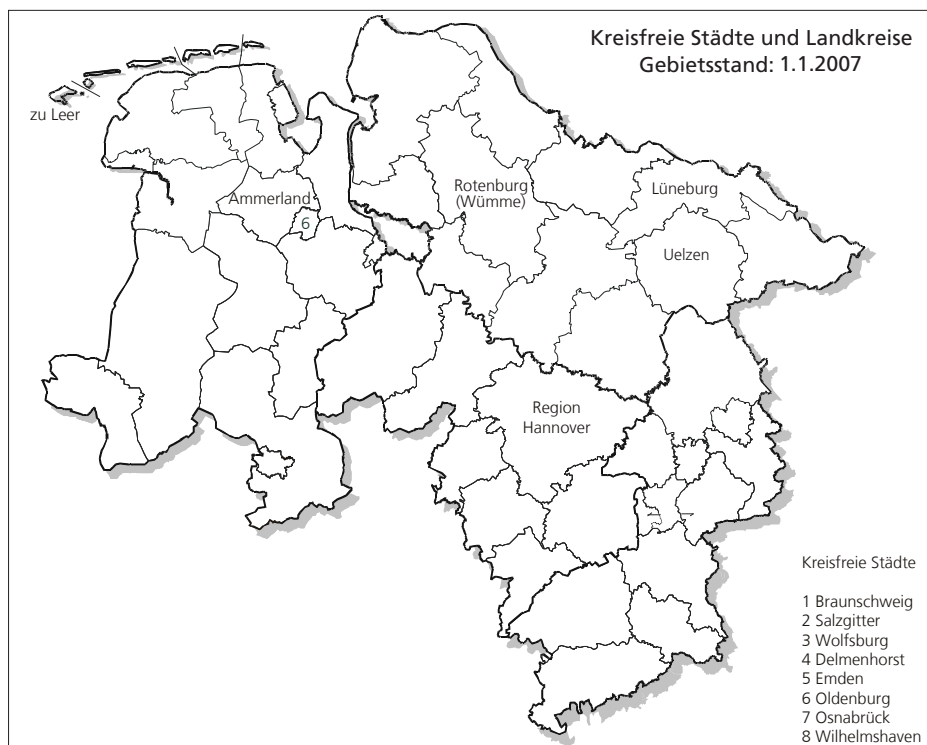 Kreisfreie Städte und Landkreise
Gebietsstand: 1.1.2007
zu Leer
Ammerland
6
Rotenburg
(Wümme)
Lüneburg
Uelzen
Region
Hannover
Kreisfreie Städte
1 Braunschweig
2 Salzgitter
3 Wolfsburg
4 Delmenhorst
5 Emden
6 Oldenburg
7 Osnabrück
8 Wilhelmshaven